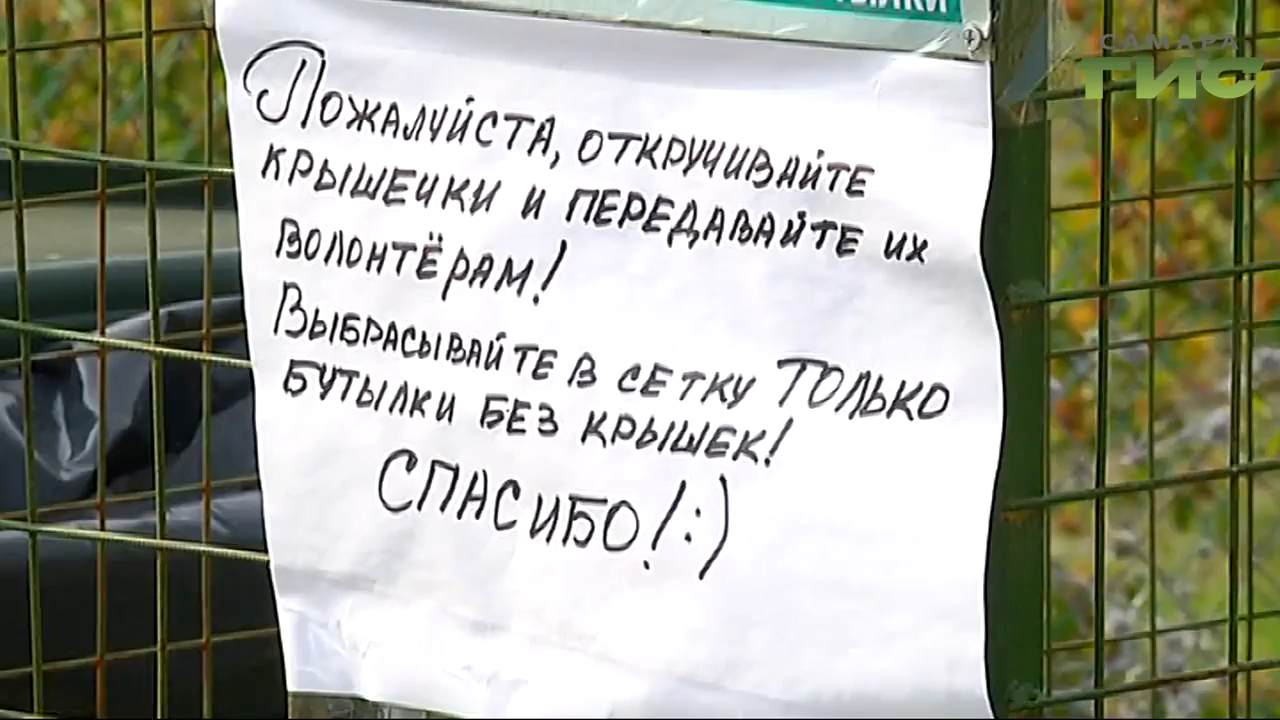 САМАРА
ГИС
Пожалуйста, откручивайте
крышечки и передавайте их
волонтёрам!
Выбрасывайте в сетку ТОЛЬКО
бутылки без крышек!
СПАСИБО!:)